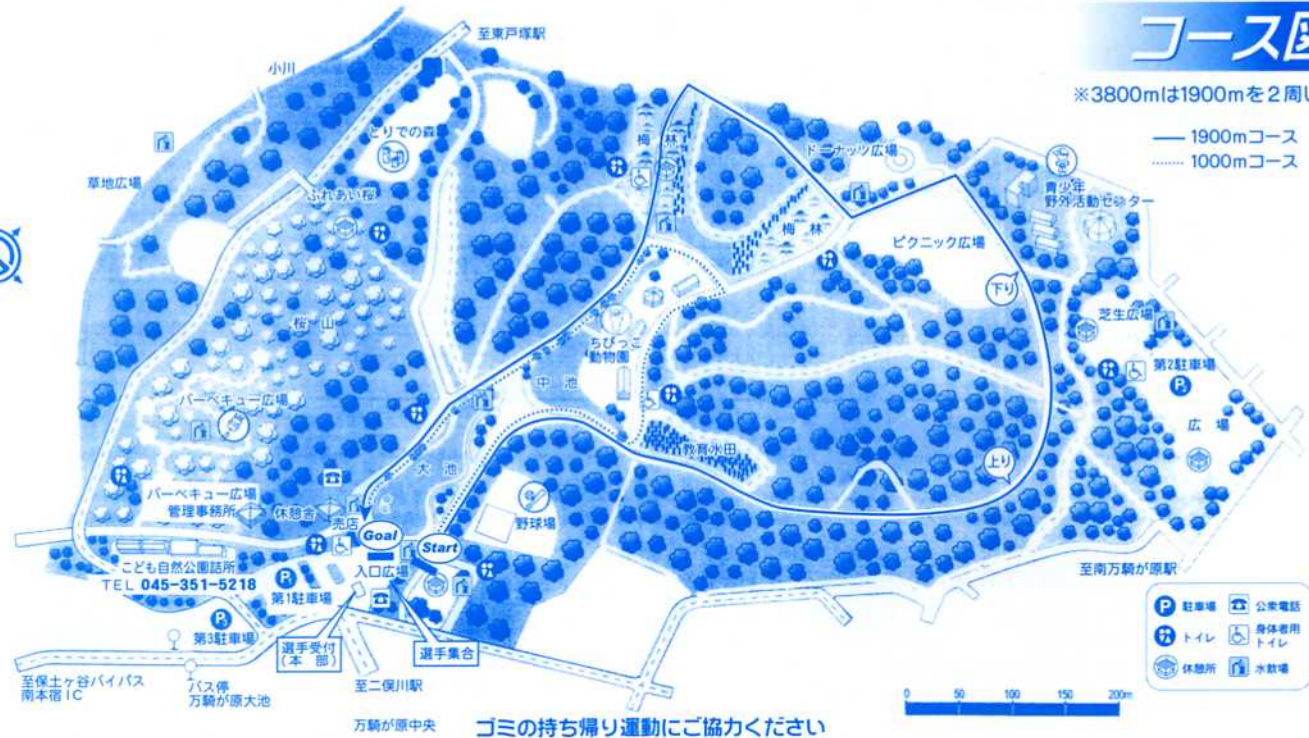 コース図
※3800mは1900mを2周し
1900mコース
1000mコース
至東戸塚駅
小川
とりでの森
草地広場
ふれあい桜
梅林
ドーナッツ広場
青少年
野外活動センター
梅林
ピクニック広場
下り
芝生広場
第2駐車場
P2
広場
桜山
ちびっこ
動物園
中池
バーベキュー広場
教育水田
上り
大池
バーベキュー広場
管理事務所
休憩舎
売店
野球場
Goal
Start
こども自然公園詰所
TEL 045-351-5218
入口広場
P1
第1駐車場
至南万騎が原駅
P3
第3駐車場
選手受付
(本部)
選手集合
至保土ヶ谷バイパス
南本宿IC
バス停
万騎が原大池
至二俣川駅
万騎が原中央
P 駐車場
公衆電話
トイレ
身体者用
トイレ
休憩所
水飲場
0 50 100 150 200m
ゴミの持ち帰り運動にご協力ください